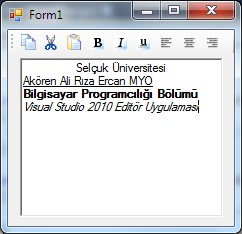 Form1
B I u
Selçuk Üniversitesi
Akören Ali Rıza Ercan MYO
Bilgisayar Programcılığı Bölümü
Visual Studio 2010 Editör Uygulaması